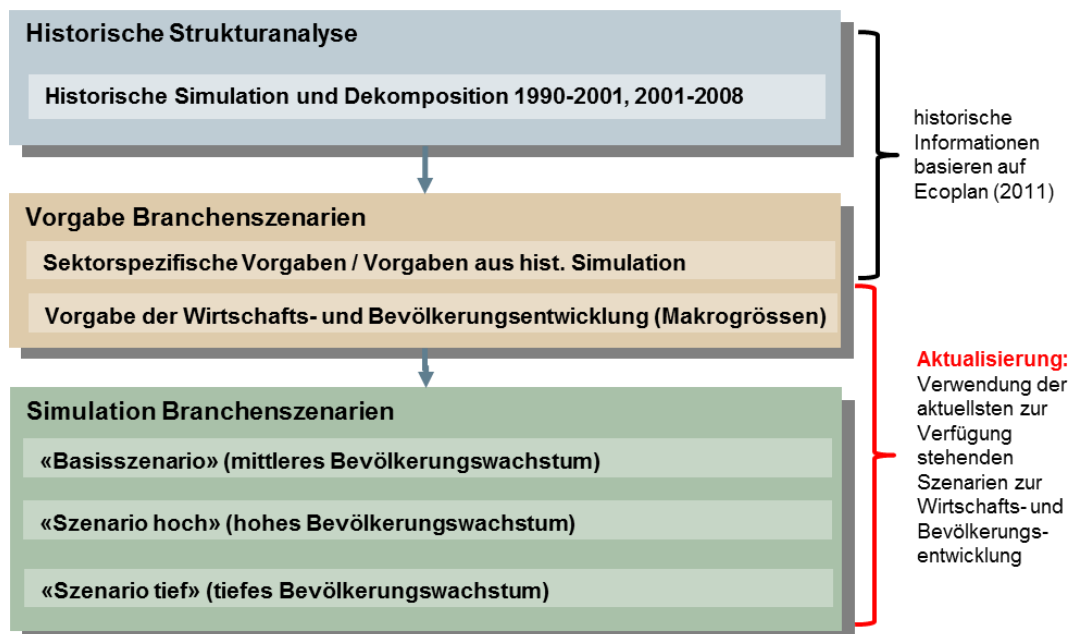 Historische Strukturanalyse
Historische Simulation und Dekomposition 1990-2001, 2001-2008
Vorgabe Branchenszenarien
Sektorspezifische Vorgaben / Vorgaben aus hist. Simulation
Vorgabe der Wirtschafts- und Bevölkerungsentwicklung (Makrogrössen)
Simulation Branchenszenarien
«Basisszenario» (mittleres Bevölkerungswachstum)
«Szenario hoch» (hohes Bevölkerungswachstum)
«Szenario tief» (tiefes Bevölkerungswachstum)
historische
Informationen
basieren auf
Ecoplan (2011)
Aktualisierung:
Verwendung der
aktuellsten zur
Verfügung
stehenden
Szenarien zur
Wirtschafts- und
Bevölkerungs-
entwicklung